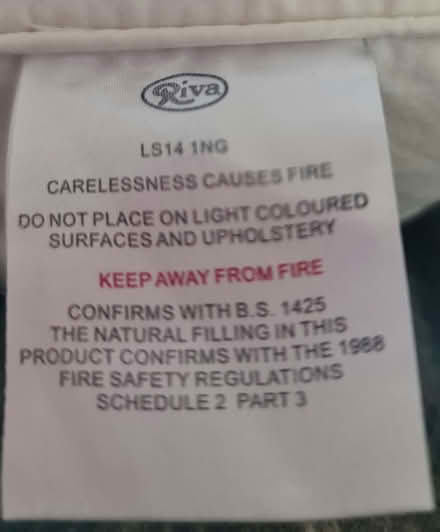 Riva
LS14 1NG
CARELESSNESS CAUSES FIRE
DO NOT PLACE ON LIGHT COLOURED
SURFACES AND UPHOLSTERY
KEEP AWAY FROM FIRE
CONFIRMS WITH B.S. 1425
THE NATURAL FILLING IN THIS
PRODUCT CONFIRMS WITH THE 1988
FIRE SAFETY REGULATIONS
SCHEDULE 2 PART 3